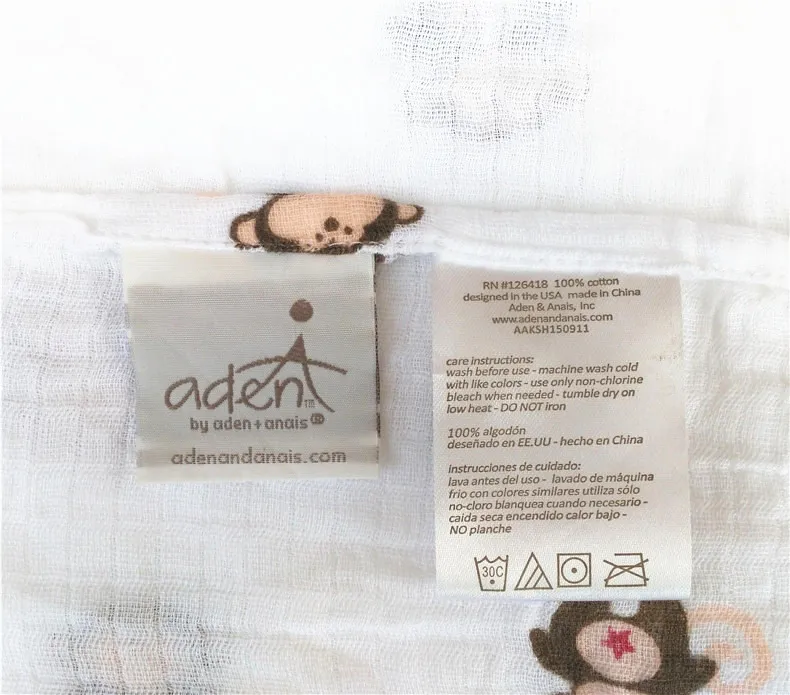 aden™
by aden + anais®
adenandanais.com
RN #126418 100% cotton
designed in the USA made in China
Aden & Anais, Inc
www.adenandanais.com
AAK5H150911
care instructions:
wash before use - machine wash cold
with like colors - use only non-chlorine
bleach when needed - tumble dry on
low heat - DO NOT iron
100% algodón
deseñado en EE.UU - hecho en China
instrucciones de cuidado:
lava antes del uso - lavado de máquina
frio con colores similares utiliza sólo
no-cloro blanquea cuando necesario -
caida seca encendido calor bajo -
NO planche
30C